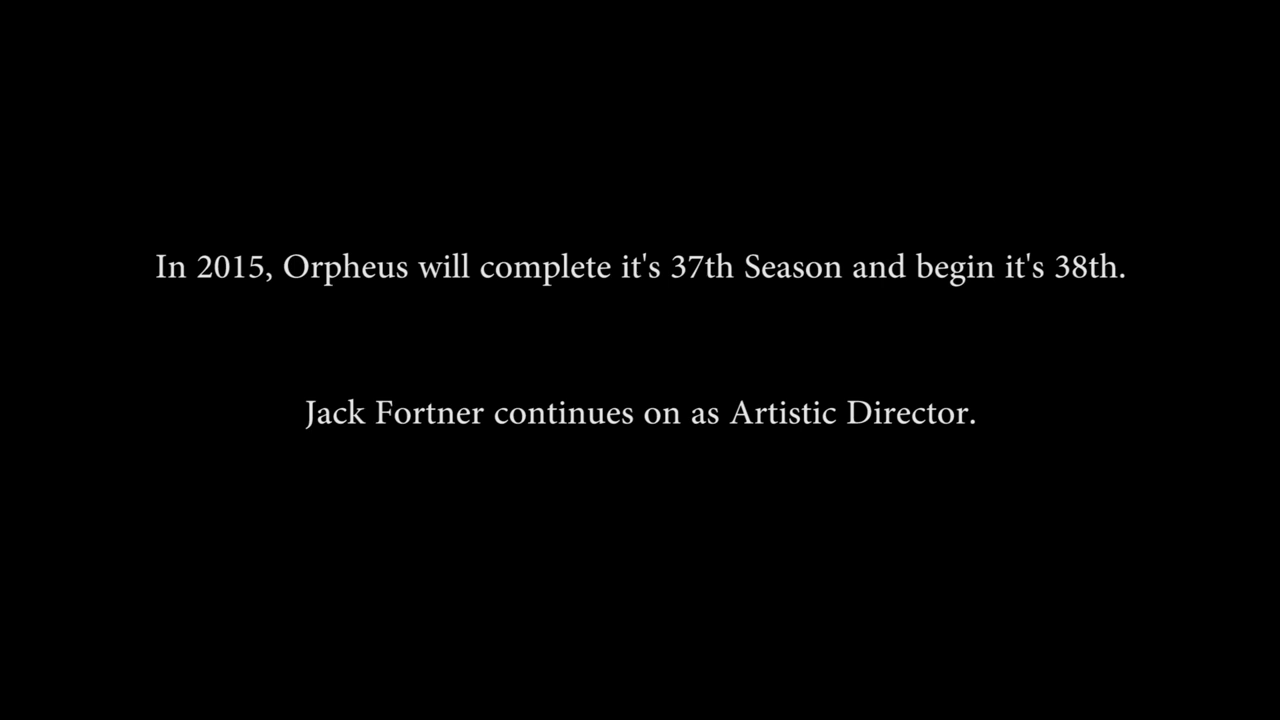 In 2015, Orpheus will complete it's 37th Season and begin it's 38th.
Jack Fortner continues on as Artistic Director.